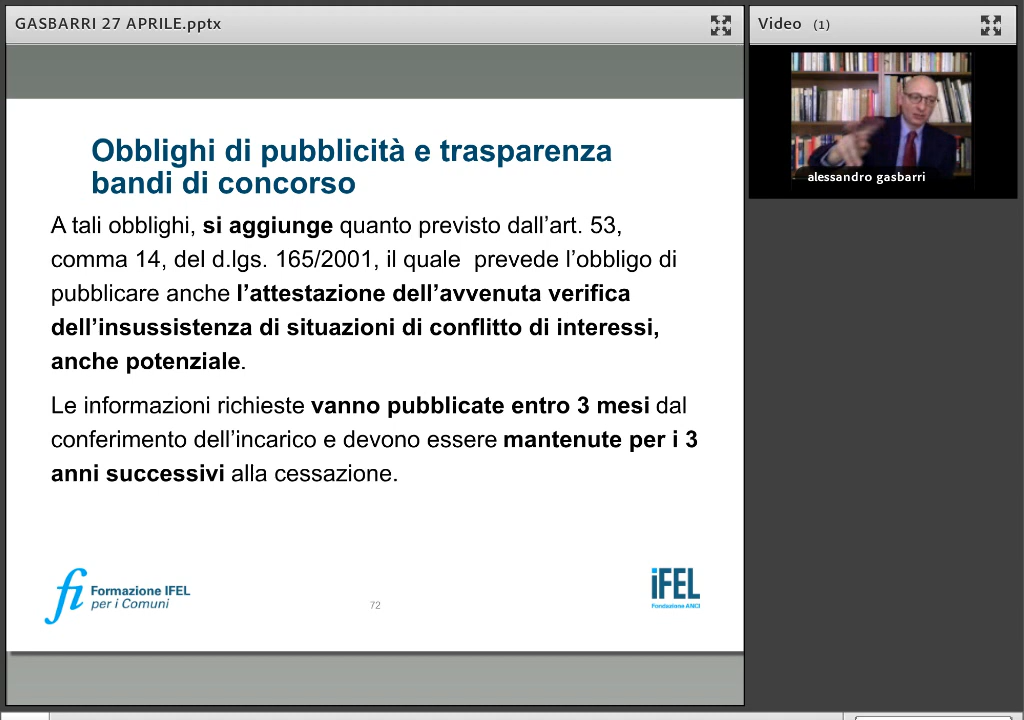 GASBARRI 27 APRILE.pptx
Video (1)
alessandro gasbarri
Obblighi di pubblicità e trasparenza
bandi di concorso
A tali obblighi, si aggiunge quanto previsto dall’art. 53,
comma 14, del d.lgs. 165/2001, il quale prevede l’obbligo di
pubblicare anche l’attestazione dell’avvenuta verifica
dell’insussistenza di situazioni di conflitto di interessi,
anche potenziale.
Le informazioni richieste vanno pubblicate entro 3 mesi dal
conferimento dell’incarico e devono essere mantenute per i 3
anni successivi alla cessazione.
fi Formazione IFEL
per i Comuni
72
iFEL
Fondazione ANCI